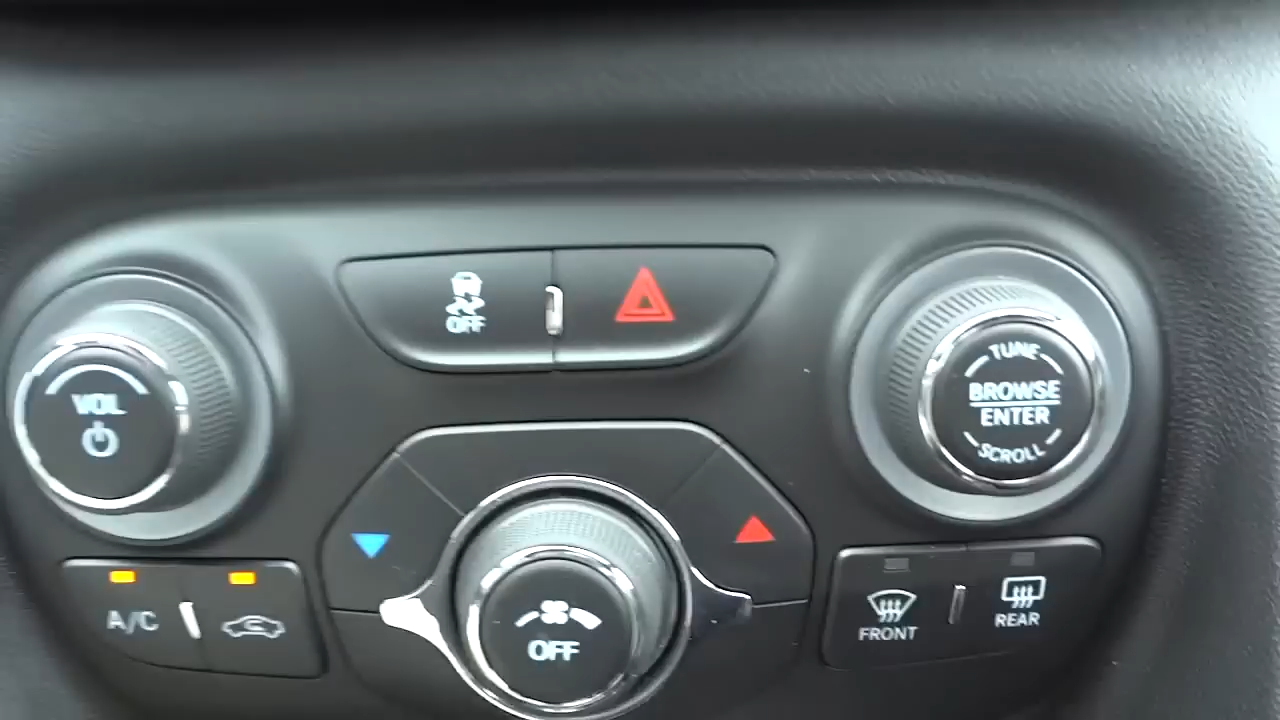 OFF
VOL
TUNE
BROWSE
ENTER
SCROLL
A/C
OFF
FRONT
REAR